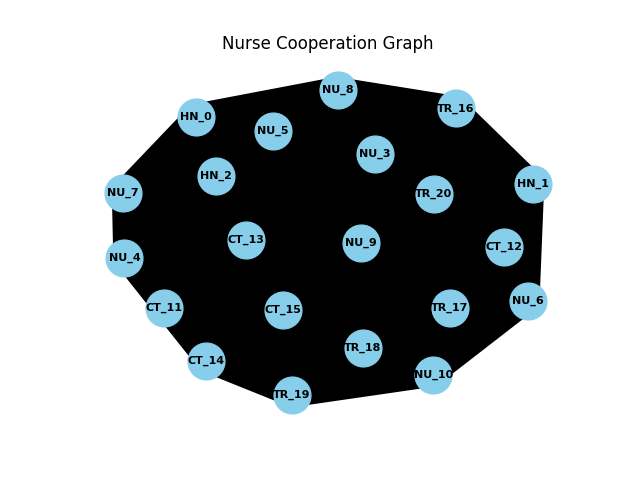 Nurse Cooperation Graph
NU_8
TR_16
HN_0
NU_5
NU_3
HN_2
HN_1
NU_7
TR_20
CT_13
NU_9
CT_12
NU_4
NU_6
CT_11
CT_15
TR_17
TR_18
CT_14
NU_10
TR_19